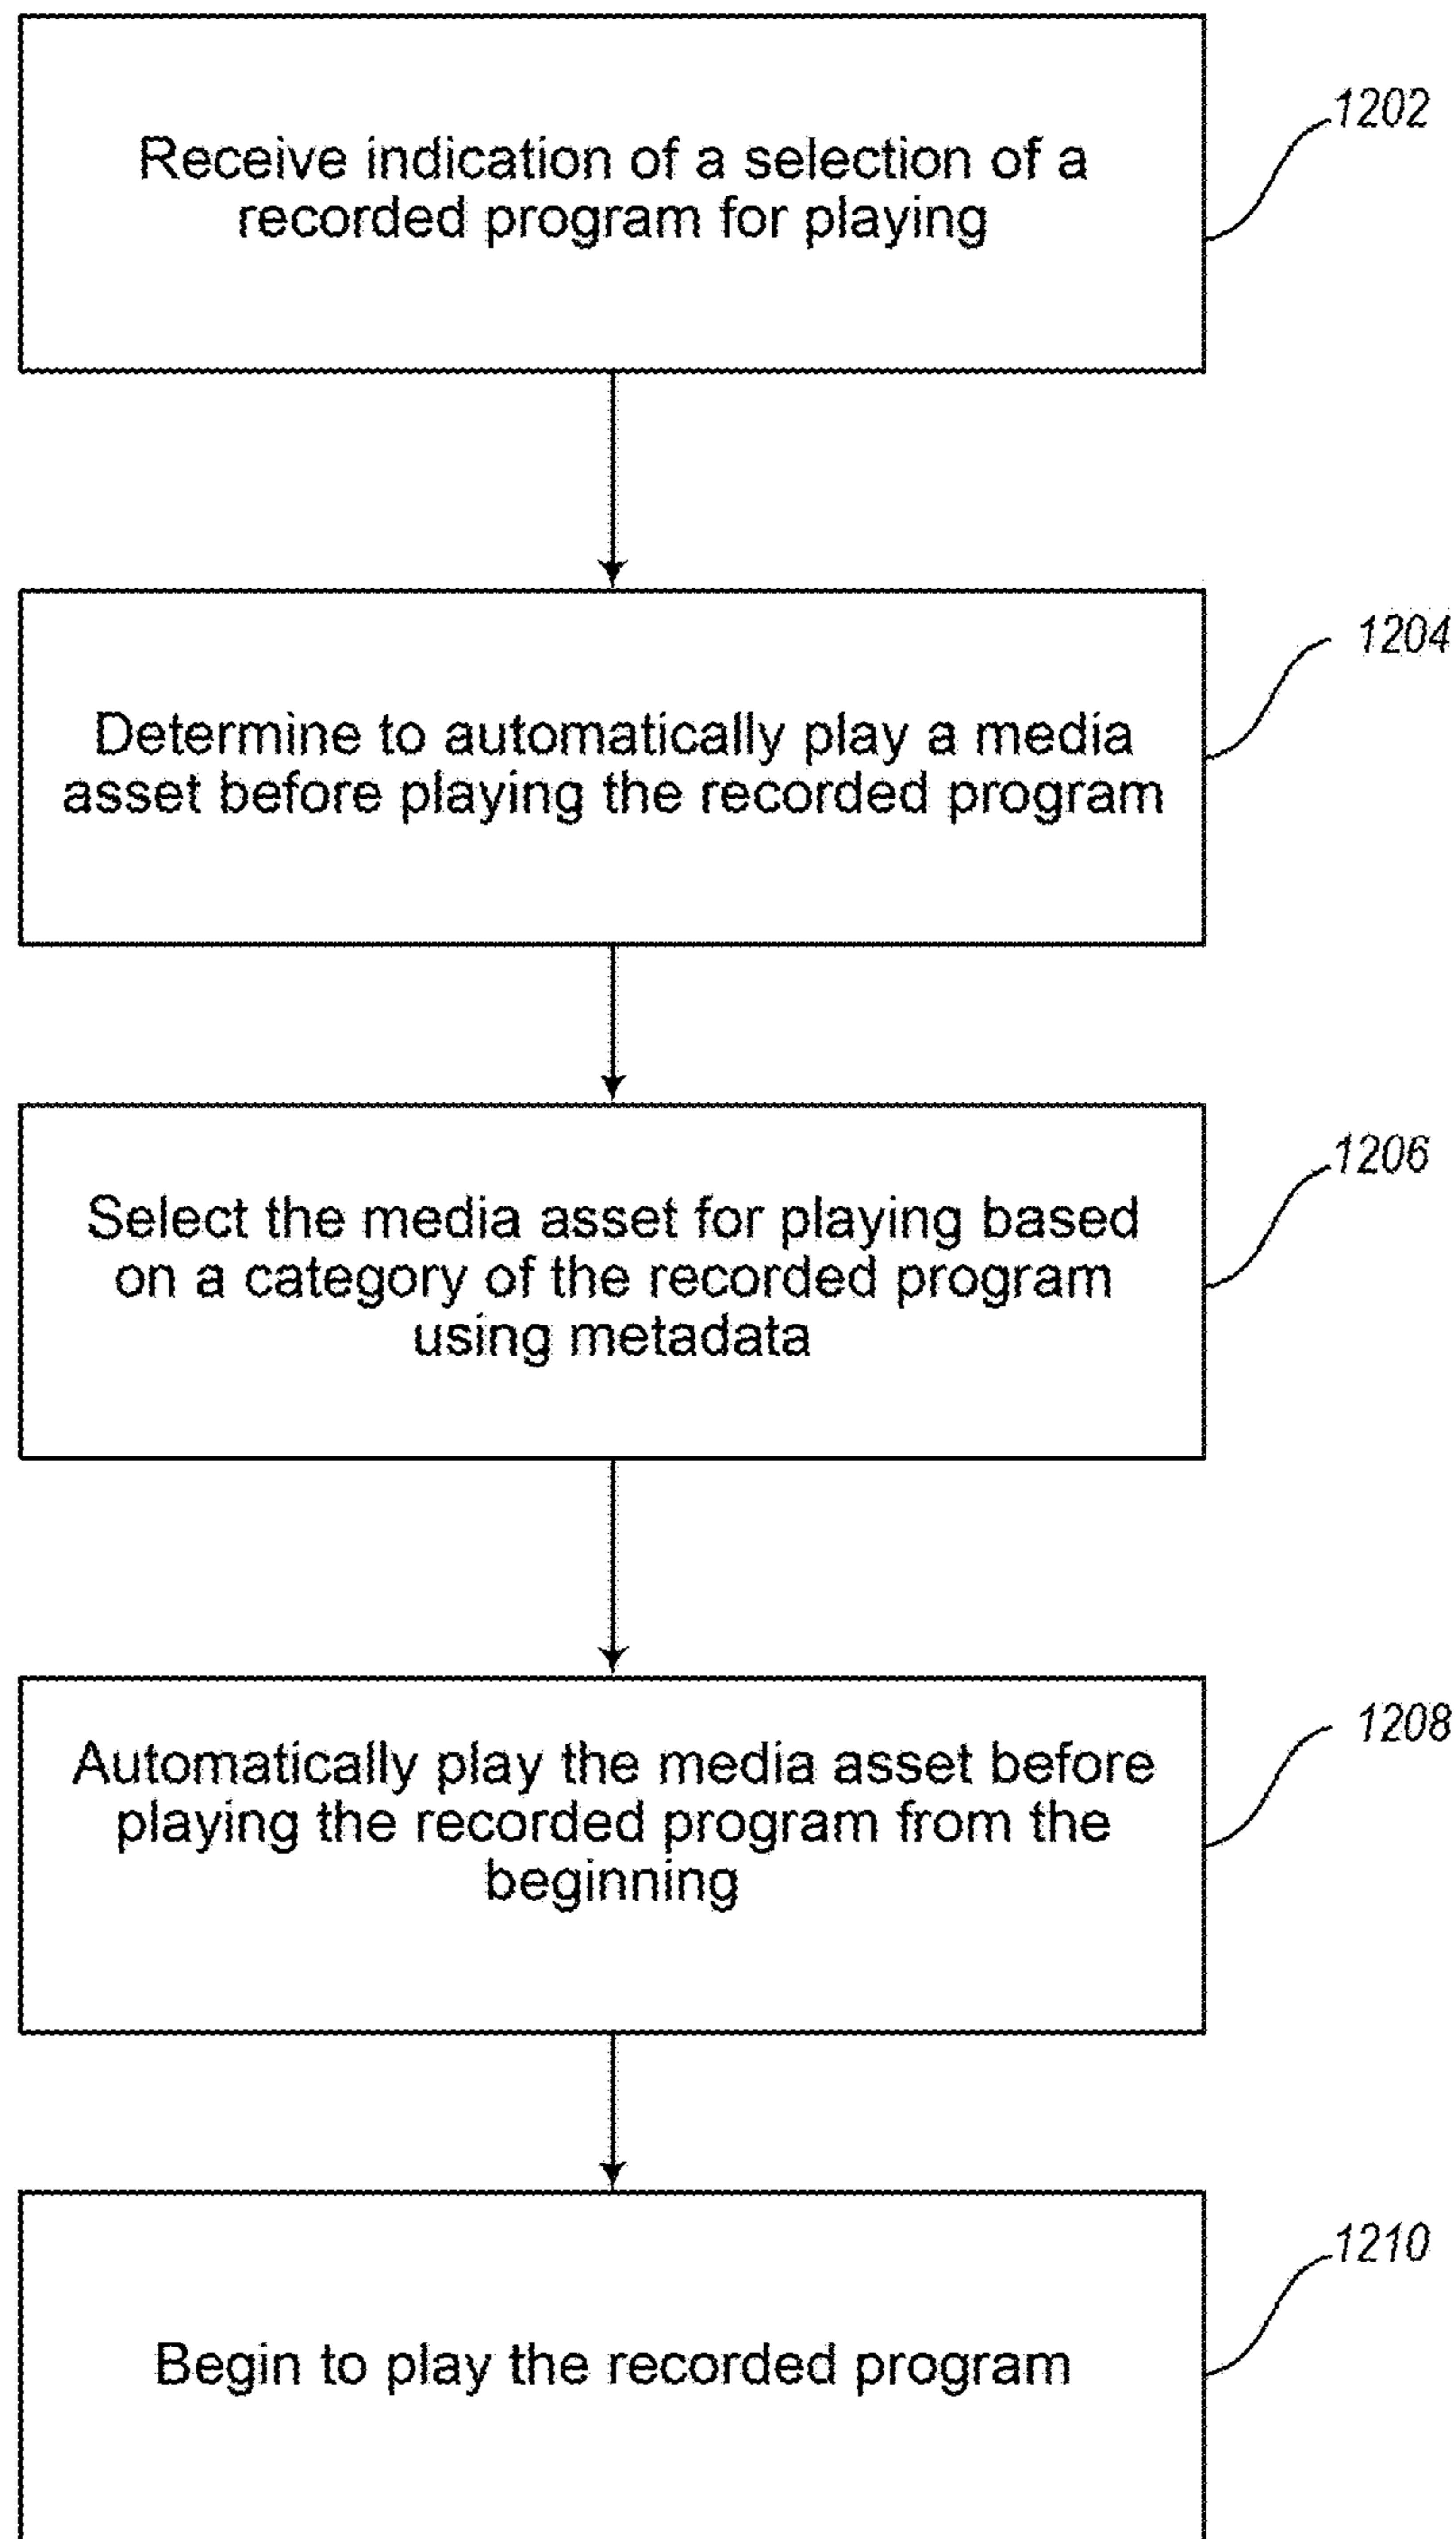 Receive indication of a selection of a
recorded program for playing
1202
Determine to automatically play a media
asset before playing the recorded program
1204
Select the media asset for playing based
on a category of the recorded program
using metadata
1206
Automatically play the media asset before
playing the recorded program from the
beginning
1208
Begin to play the recorded program
1210